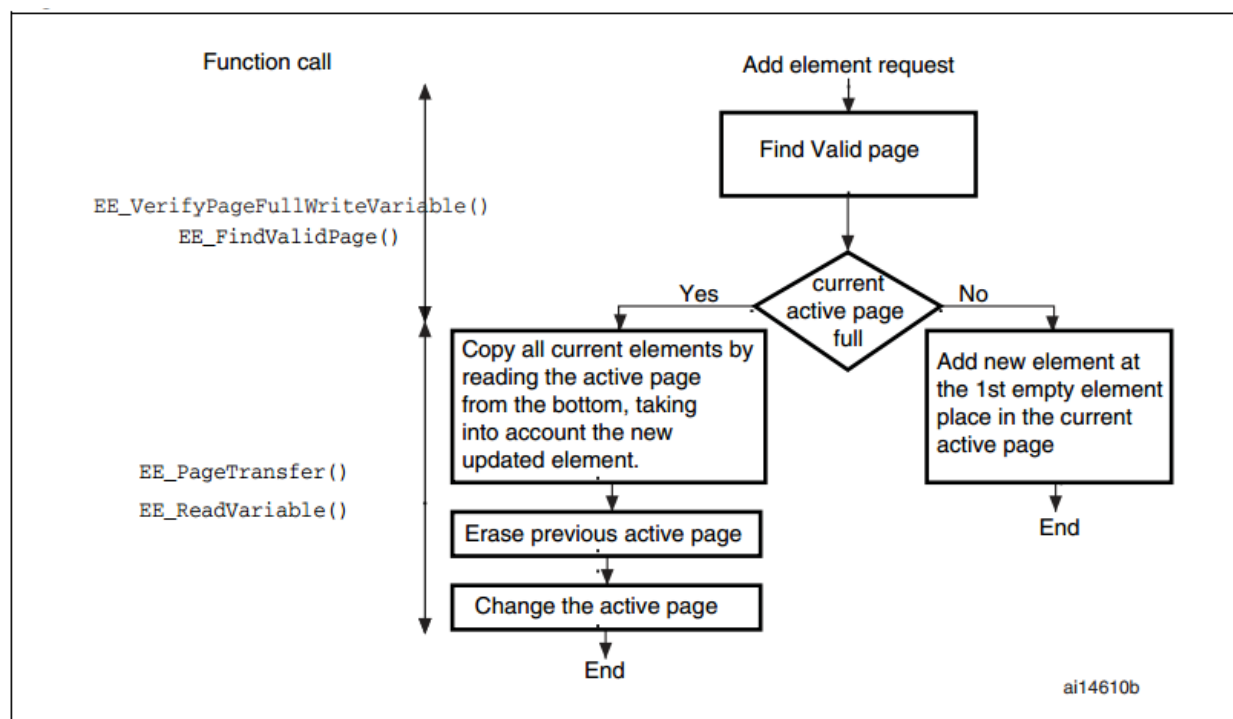 Function call
Add element request
Find Valid page
EE_VerifyPageFullWriteVariable()
EE_FindValidPage()
current
active page
full
Yes
No
Copy all current elements by
reading the active page
from the bottom, taking
into account the new
updated element.
Add new element at
the 1st empty element
place in the current
active page
EE_PageTransfer()
EE_ReadVariable()
Erase previous active page
End
Change the active page
End
ai14610b